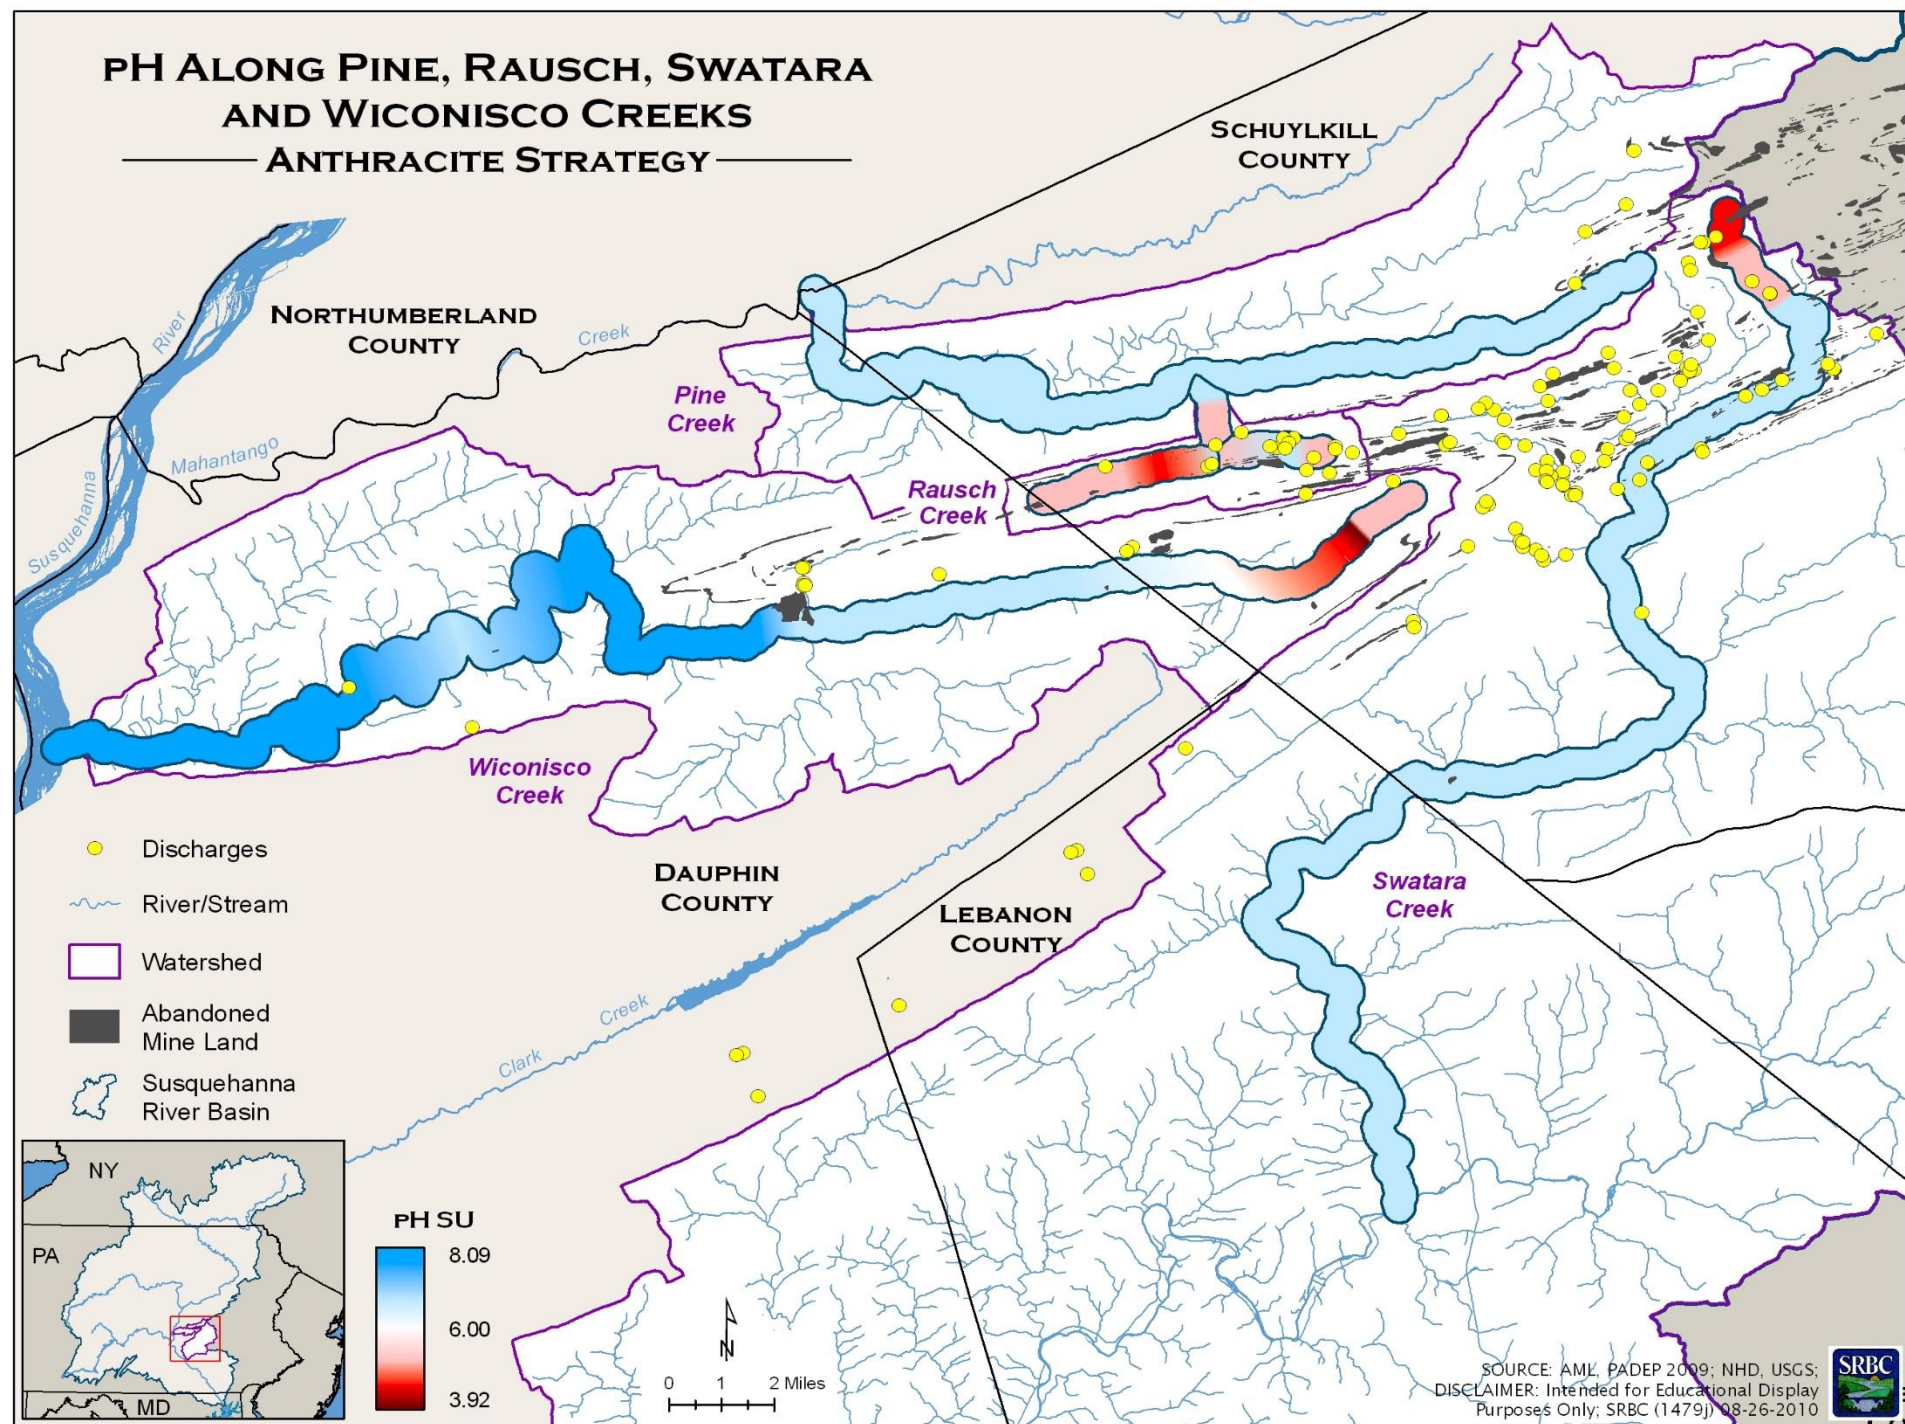 pH Along Pine, Rausch, Swatara
and Wiconisco Creeks
Anthracite Strategy
Schuylkill
County
Northumberland
County
River
Creek
Mahantango
Susquehanna
Pine
Creek
Rausch
Creek
Wiconisco
Creek
Dauphin
County
Lebanon
County
Swatara
Creek
Creek
Clark
Discharges
River/Stream
Watershed
Abandoned
Mine Land
Susquehanna
River Basin
NY
PA
MD
pH SU
8.09
6.00
3.92
N
0 1 2 Miles
SOURCE: AML, PADEP 2009; NHD, USGS;
DISCLAIMER: Intended for Educational Display
Purposes Only; SRBC (1479j) 08-26-2010
SRBC